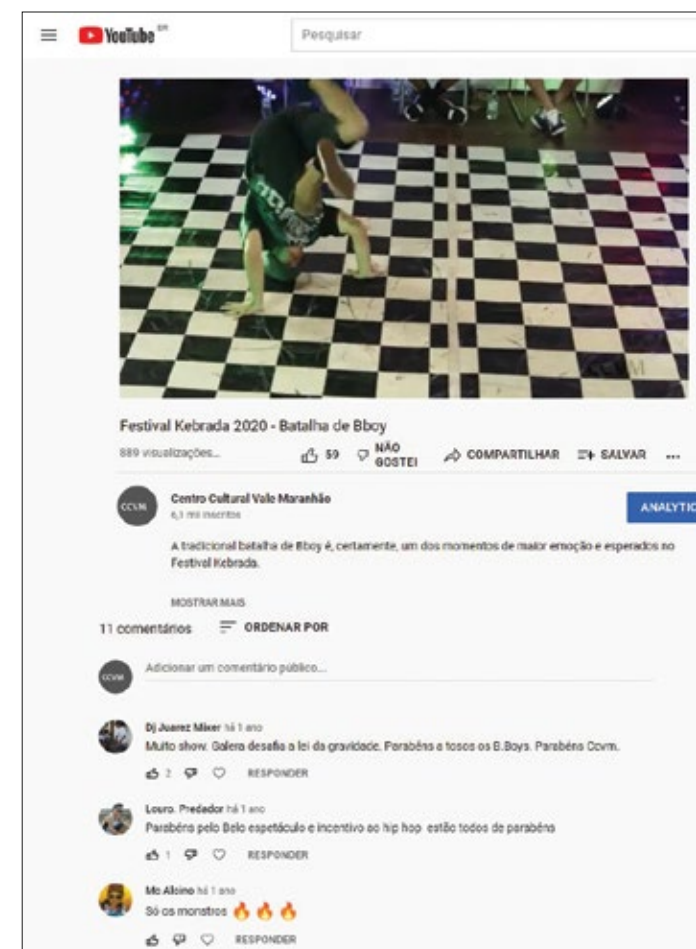 YouTube BR
Pesquisar
Festival Kebrada 2020 - Batalha de Bboy
889 visualizações...
59
NÃO GOSTEI
COMPARTILHAR
SALVAR
...
CCVM
Centro Cultural Vale Maranhão
6,1 mil inscritos
ANALYTIC
A tradicional batalha de Bboy é, certamente, um dos momentos de maior emoção e esperados no
Festival Kebrada.
MOSTRAR MAIS
11 comentários
ORDENAR POR
CCVM
Adicionar um comentário público...
Dj Juarez Mixer há 1 ano
Muito show. Galera desafia a lei da gravidade. Parabéns a tosos os B.Boys. Parabéns Ccvm.
2
RESPONDER
Louro. Predador há 1 ano
Parabéns pelo Belo espetáculo e incentivo ao hip hop estão todos de parabéns
1
RESPONDER
Mc Alcino há 1 ano
Só os monstros 🔥🔥🔥
RESPONDER